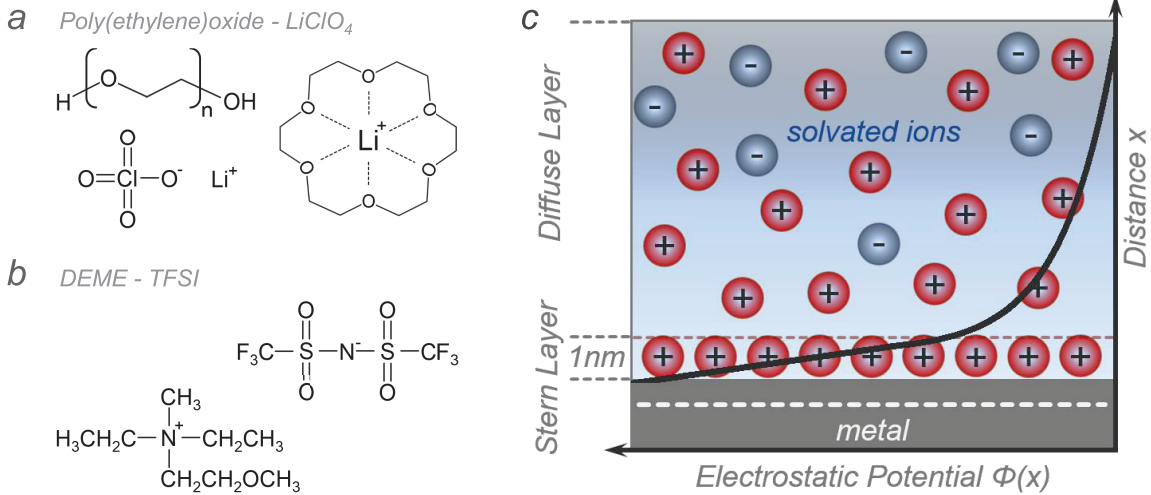 a Poly(ethylene)oxide - LiClO4
H O OH n
O
O Cl O- Li+
O
O
O O
Li+
O O
O
b DEME - TFSI
O O
F3C S N- S CF3
O O
CH3
H3CH2C N+ CH2CH3
CH2CH2OCH3
c
Diffuse Layer
Stern Layer
1nm
solvated ions
+ - - - +
+ +
- -
- + +
+ + +
+ -
+ + + +
+ + + + + + + + +
metal
Electrostatic Potential Φ(x)
Distance x